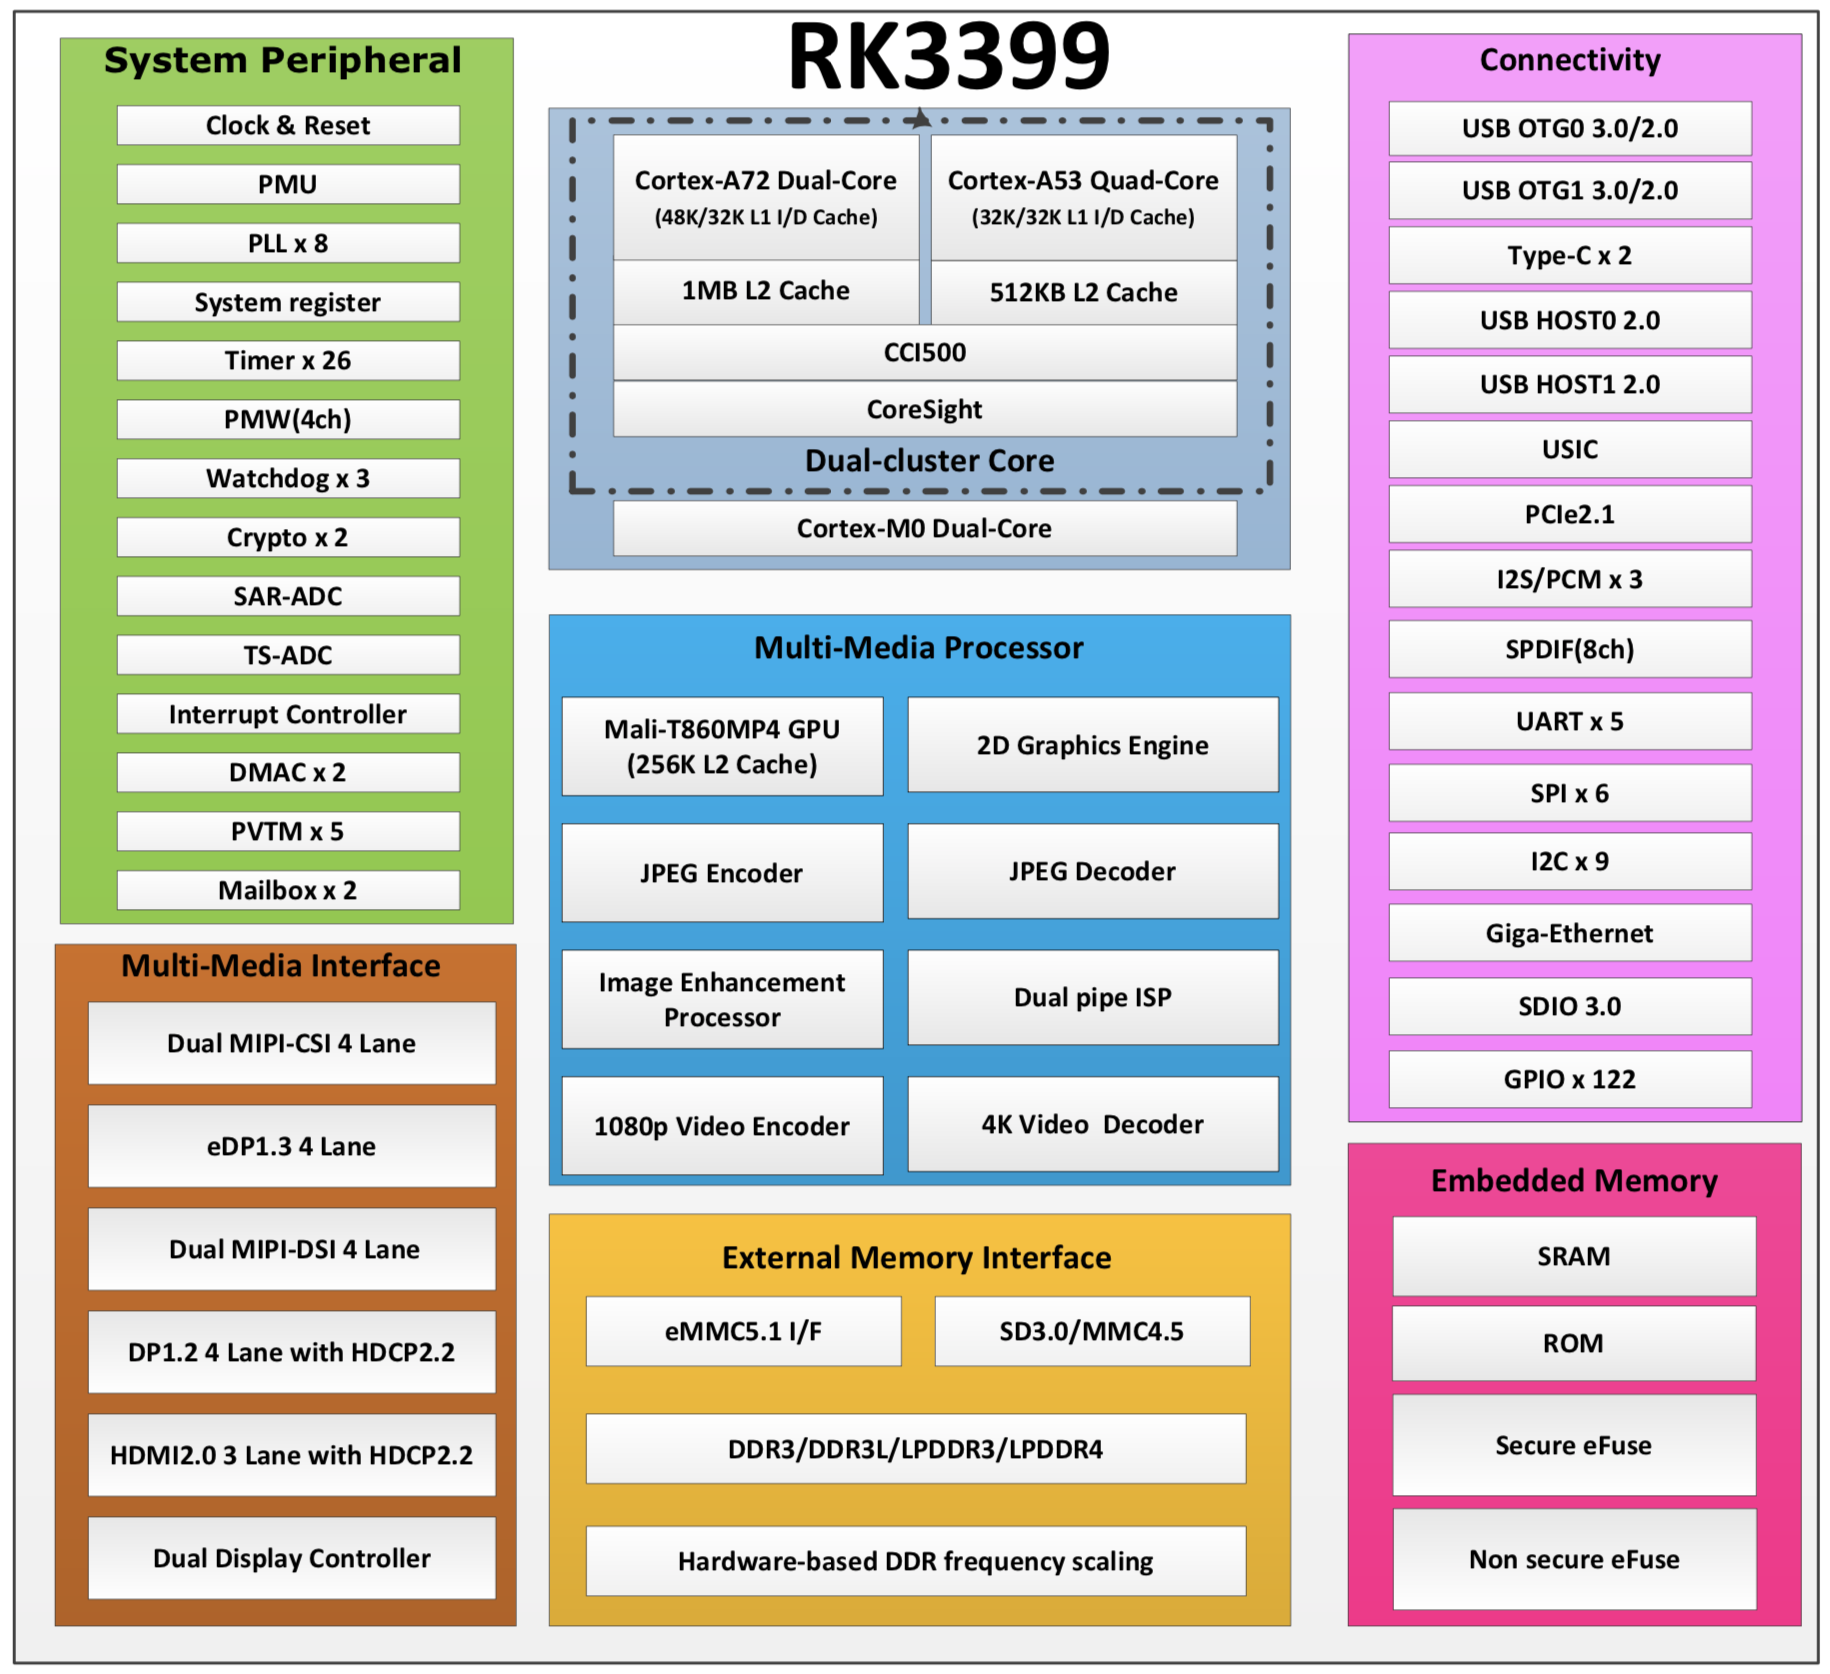 RK3399
System Peripheral
Clock & Reset
PMU
PLL x 8
System register
Timer x 26
PMW(4ch)
Watchdog x 3
Crypto x 2
SAR-ADC
TS-ADC
Interrupt Controller
DMAC x 2
PVTM x 5
Mailbox x 2
Multi-Media Interface
Dual MIPI-CSI 4 Lane
eDP1.3 4 Lane
Dual MIPI-DSI 4 Lane
DP1.2 4 Lane with HDCP2.2
HDMI2.0 3 Lane with HDCP2.2
Dual Display Controller
Cortex-A72 Dual-Core
(48K/32K L1 I/D Cache)
Cortex-A53 Quad-Core
(32K/32K L1 I/D Cache)
1MB L2 Cache
512KB L2 Cache
CCI500
CoreSight
Dual-cluster Core
Cortex-M0 Dual-Core
Multi-Media Processor
Mali-T860MP4 GPU
(256K L2 Cache)
2D Graphics Engine
JPEG Encoder
JPEG Decoder
Image Enhancement
Processor
Dual pipe ISP
1080p Video Encoder
4K Video  Decoder
External Memory Interface
eMMC5.1 I/F
SD3.0/MMC4.5
DDR3/DDR3L/LPDDR3/LPDDR4
Hardware-based DDR frequency scaling
Connectivity
USB OTG0 3.0/2.0
USB OTG1 3.0/2.0
Type-C x 2
USB HOST0 2.0
USB HOST1 2.0
USIC
PCIe2.1
I2S/PCM x 3
SPDIF(8ch)
UART x 5
SPI x 6
I2C x 9
Giga-Ethernet
SDIO 3.0
GPIO x 122
Embedded Memory
SRAM
ROM
Secure eFuse
Non secure eFuse